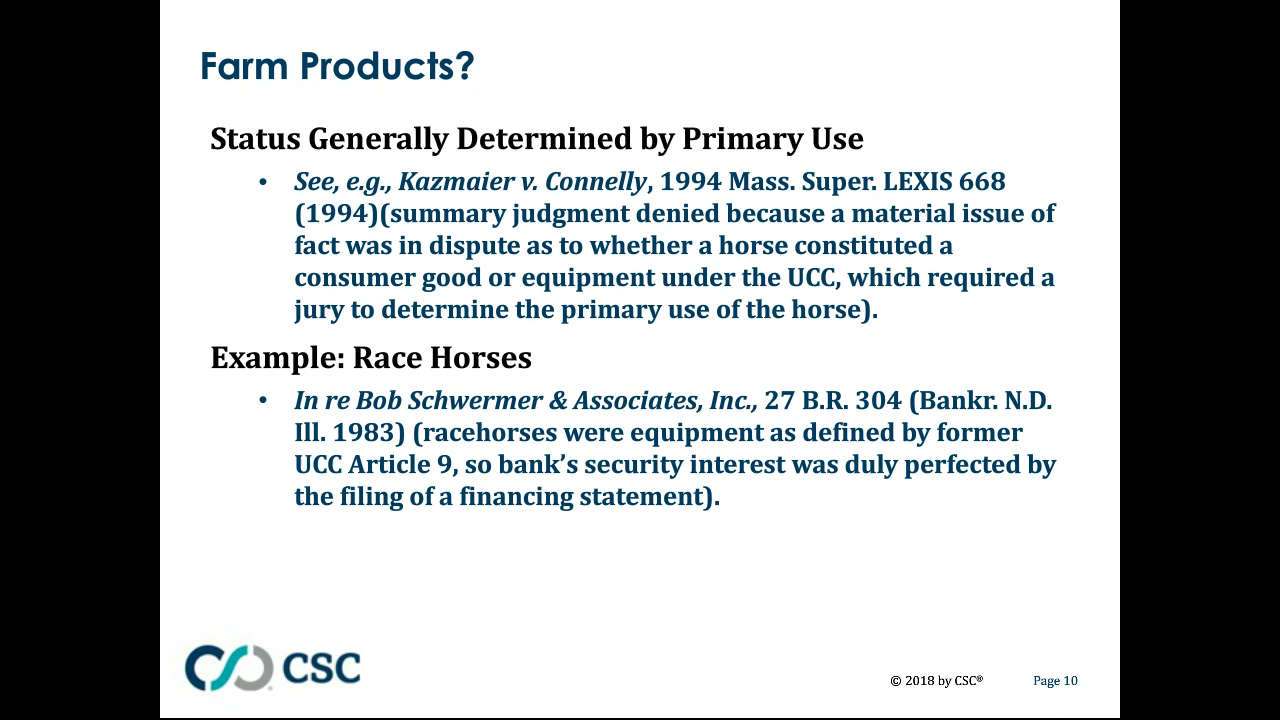 Farm Products?
Status Generally Determined by Primary Use
• See, e.g., Kazmaier v. Connelly, 1994 Mass. Super. LEXIS 668
(1994)(summary judgment denied because a material issue of
fact was in dispute as to whether a horse constituted a
consumer good or equipment under the UCC, which required a
jury to determine the primary use of the horse).
Example: Race Horses
• In re Bob Schwermer & Associates, Inc., 27 B.R. 304 (Bankr. N.D.
Ill. 1983) (racehorses were equipment as defined by former
UCC Article 9, so bank’s security interest was duly perfected by
the filing of a financing statement).
CSC
© 2018 by CSC® Page 10